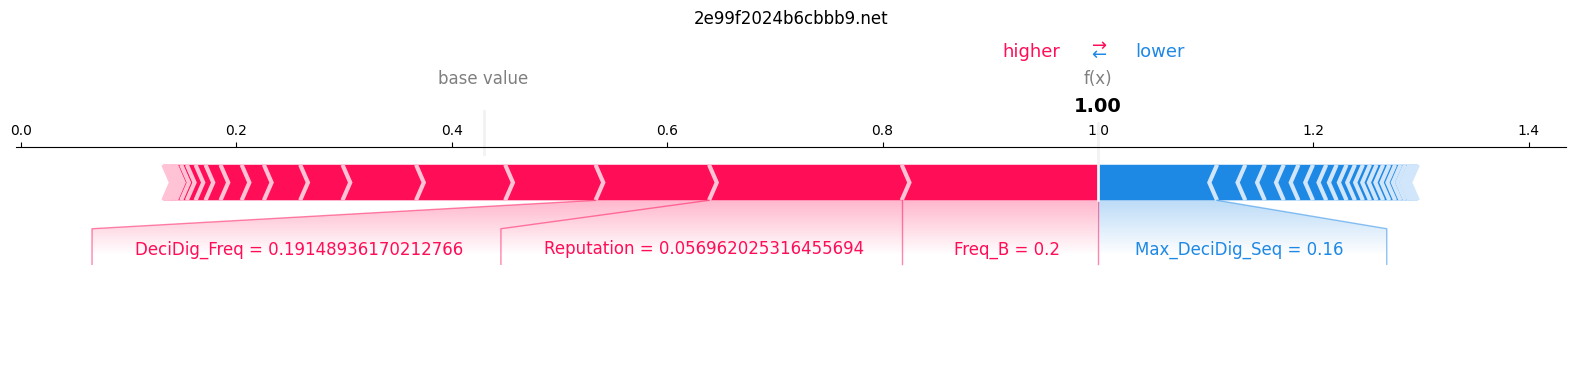 2e99f2024b6cbbb9.net
higher ⇄ lower
base value f(x)
1.00
0.0 0.2 0.4 0.6 0.8 1.0 1.2 1.4
DeciDig_Freq = 0.19148936170212766 Reputation = 0.056962025316455694 Freq_B = 0.2 Max_DeciDig_Seq = 0.16